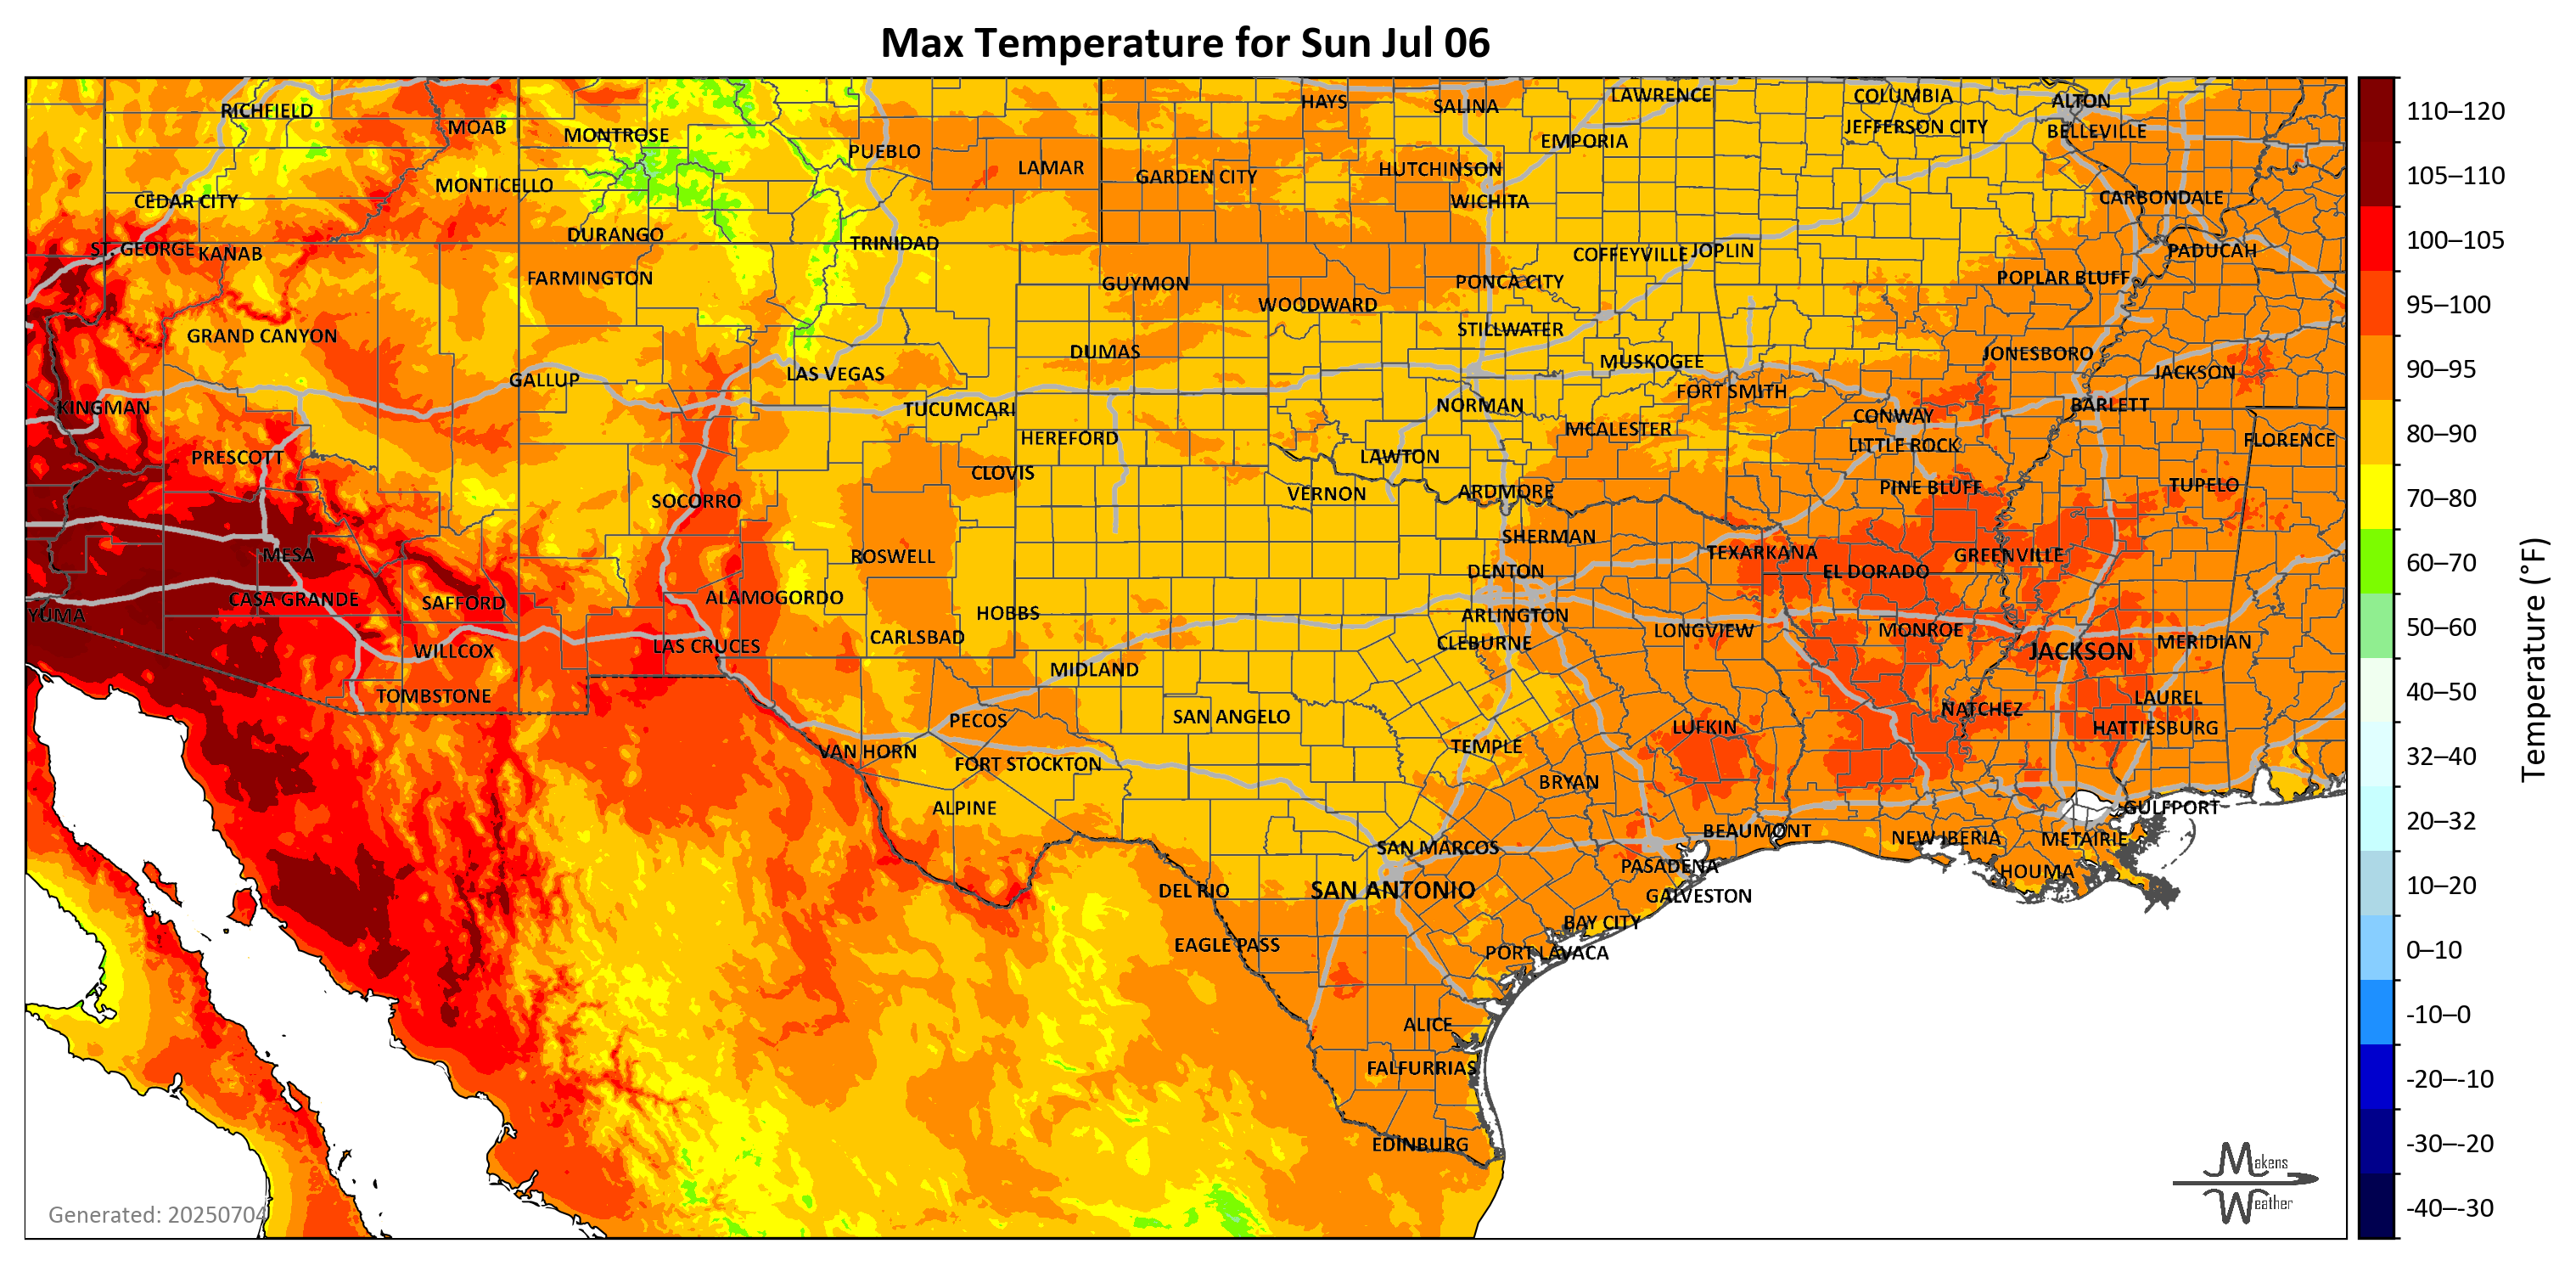 Max Temperature for Sun Jul 06
RICHFIELD
MOAB
MONTROSE
PUEBLO
LAMAR
HAYS
SALINA
LAWRENCE
COLUMBIA
ALTON
EMPORIA
JEFFERSON CITY
BELLEVILLE
GARDEN CITY
HUTCHINSON
CEDAR CITY
MONTICELLO
WICHITA
CARBONDALE
ST. GEORGE
KANAB
DURANGO
TRINIDAD
COFFEYVILLE
JOPLIN
PADUCAH
FARMINGTON
GUYMON
PONCA CITY
POPLAR BLUFF
WOODWARD
GRAND CANYON
STILLWATER
DUMAS
MUSKOGEE
JONESBORO
GALLUP
LAS VEGAS
FORT SMITH
JACKSON
KINGMAN
TUCUMCARI
NORMAN
CONWAY
BARLETT
HEREFORD
MCALESTER
LITTLE ROCK
FLORENCE
PRESCOTT
CLOVIS
LAWTON
SOCORRO
VERNON
ARDMORE
PINE BLUFF
TUPELO
MESA
ROSWELL
SHERMAN
TEXARKANA
GREENVILLE
DENTON
EL DORADO
CASA GRANDE
SAFFORD
ALAMOGORDO
HOBBS
ARLINGTON
YUMA
CARLSBAD
CLEBURNE
LONGVIEW
MONROE
WILLCOX
LAS CRUCES
MIDLAND
JACKSON
MERIDIAN
TOMBSTONE
PECOS
SAN ANGELO
LUFKIN
NATCHEZ
LAUREL
HATTIESBURG
VAN HORN
FORT STOCKTON
TEMPLE
BRYAN
ALPINE
GULFPORT
BEAUMONT
NEW IBERIA
METAIRIE
SAN MARCOS
PASADENA
HOUMA
DEL RIO
SAN ANTONIO
GALVESTON
BAY CITY
EAGLE PASS
PORT LAVACA
ALICE
FALFURRIAS
EDINBURG
Generated: 20250704
Makens
Weather
110–120
105–110
100–105
95–100
90–95
80–90
70–80
60–70
50–60
40–50
32–40
20–32
10–20
0–10
-10–0
-20–-10
-30–-20
-40–-30
Temperature (°F)